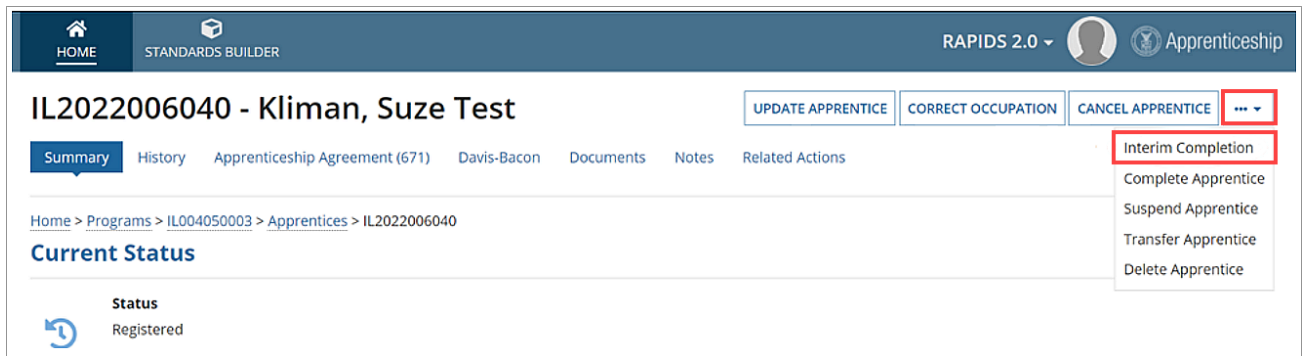 HOME
STANDARDS BUILDER
RAPIDS 2.0
Apprenticeship
IL2022006040 - Kliman, Suze Test
UPDATE APPRENTICE CORRECT OCCUPATION CANCEL APPRENTICE ...
Summary History Apprenticeship Agreement (671) Davis-Bacon Documents Notes Related Actions
Interim Completion
Complete Apprentice
Suspend Apprentice
Transfer Apprentice
Delete Apprentice
Home > Programs > IL004050003 > Apprentices > IL2022006040
Current Status
Status
Registered